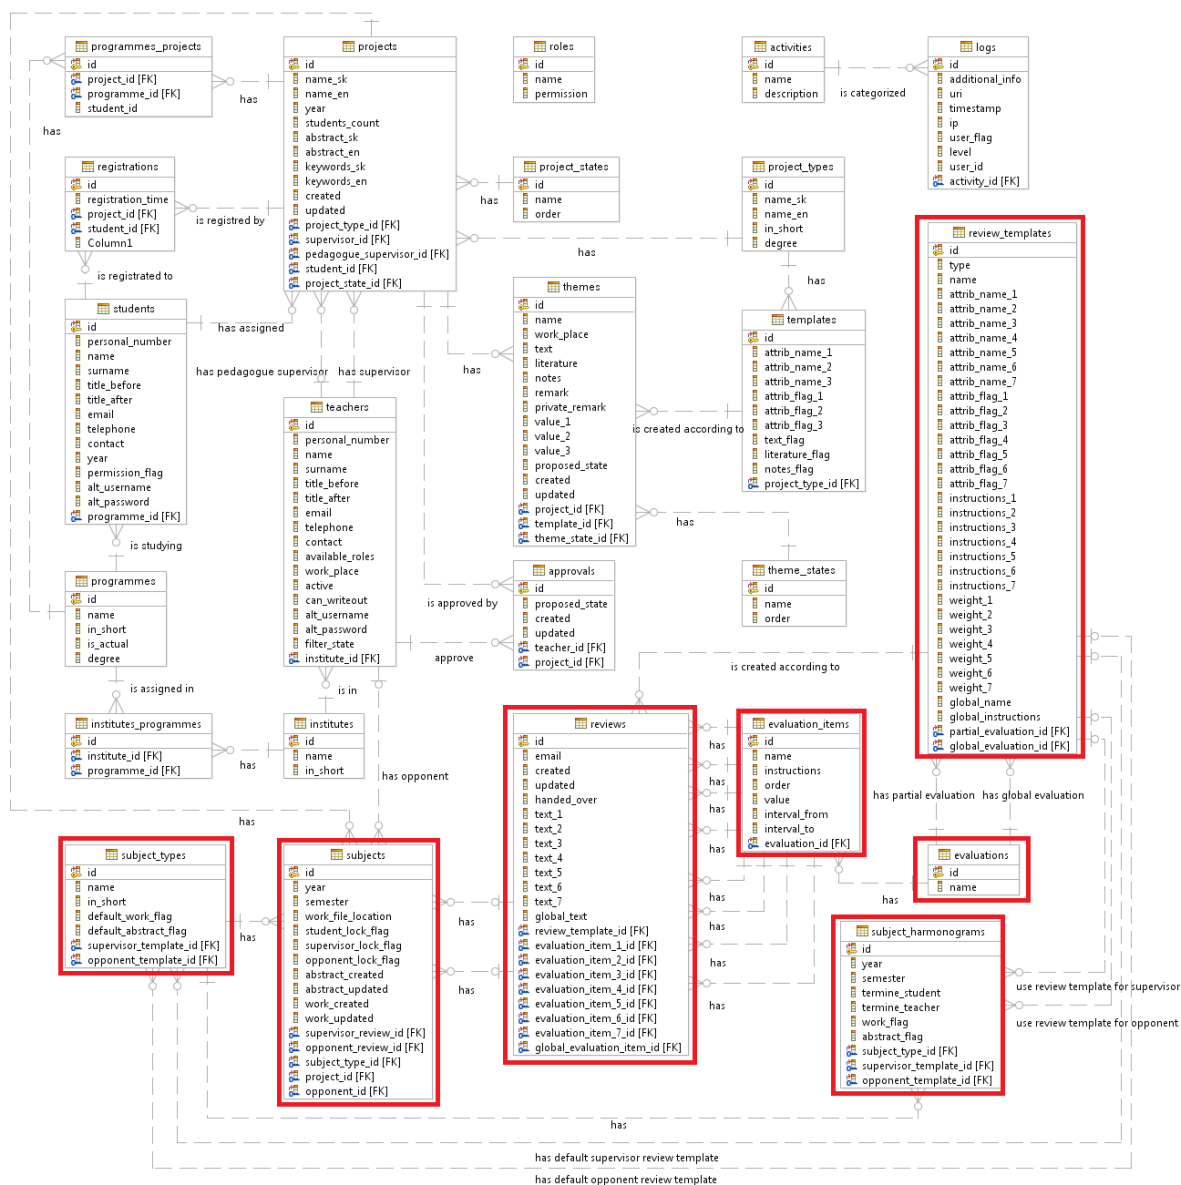 programmes_projects
id
project_id [FK]
programme_id [FK]
student_id
has
has
projects
id
name_sk
name_en
year
students_count
abstract_sk
abstract_en
keywords_sk
keywords_en
created
updated
project_type_id [FK]
supervisor_id [FK]
pedagogue_supervisor_id [FK]
student_id [FK]
project_state_id [FK]
roles
id
name
permission
activities
id
name
description
is categorized
logs
id
additional_info
uri
timestamp
ip
user_flag
level
user_id
activity_id [FK]
registrations
id
registration_time
project_id [FK]
student_id [FK]
Column1
is registred by
is registrated to
project_states
id
name
order
has
project_types
id
name_sk
name_en
in_short
degree
has
has
students
id
personal_number
name
surname
title_before
title_after
email
telephone
contact
year
permission_flag
alt_username
alt_password
programme_id [FK]
has assigned
has pedagogue supervisor
has supervisor
is studying
themes
id
name
work_place
text
literature
notes
remark
private_remark
value_1
value_2
value_3
proposed_state
created
updated
project_id [FK]
template_id [FK]
theme_state_id [FK]
has
is created according to
has
templates
id
attrib_name_1
attrib_name_2
attrib_name_3
attrib_flag_1
attrib_flag_2
attrib_flag_3
text_flag
literature_flag
notes_flag
project_type_id [FK]
review_templates
id
type
name
attrib_name_1
attrib_name_2
attrib_name_3
attrib_name_4
attrib_name_5
attrib_name_6
attrib_name_7
attrib_flag_1
attrib_flag_2
attrib_flag_3
attrib_flag_4
attrib_flag_5
attrib_flag_6
attrib_flag_7
instructions_1
instructions_2
instructions_3
instructions_4
instructions_5
instructions_6
instructions_7
weight_1
weight_2
weight_3
weight_4
weight_5
weight_6
weight_7
global_name
global_instructions
partial_evaluation_id [FK]
global_evaluation_id [FK]
teachers
id
personal_number
name
surname
title_before
title_after
email
telephone
contact
available_roles
work_place
active
can_writeout
alt_username
alt_password
filter_state
institute_id [FK]
programmes
id
name
in_short
is_actual
degree
is assigned in
approvals
id
proposed_state
created
updated
teacher_id [FK]
project_id [FK]
is approved by
approve
theme_states
id
name
order
is created according to
is in
has opponent
institutes_programmes
id
institute_id [FK]
programme_id [FK]
has
institutes
id
name
in_short
has
reviews
id
email
created
updated
handed_over
text_1
text_2
text_3
text_4
text_5
text_6
text_7
global_text
review_template_id [FK]
evaluation_item_1_id [FK]
evaluation_item_2_id [FK]
evaluation_item_3_id [FK]
evaluation_item_4_id [FK]
evaluation_item_5_id [FK]
evaluation_item_6_id [FK]
evaluation_item_7_id [FK]
global_evaluation_item_id [FK]
has
has
has
has
has
has
has
has
evaluation_items
id
name
instructions
order
value
interval_from
interval_to
evaluation_id [FK]
has
has partial evaluation
has global evaluation
evaluations
id
name
subject_types
id
name
in_short
default_work_flag
default_abstract_flag
supervisor_template_id [FK]
opponent_template_id [FK]
has
subjects
id
year
semester
work_file_location
student_lock_flag
supervisor_lock_flag
opponent_lock_flag
abstract_created
abstract_updated
work_created
work_updated
supervisor_review_id [FK]
opponent_review_id [FK]
subject_type_id [FK]
project_id [FK]
opponent_id [FK]
has
has
subject_harmonograms
id
year
semester
termine_student
termine_teacher
work_flag
abstract_flag
subject_type_id [FK]
supervisor_template_id [FK]
opponent_template_id [FK]
use review template for supervisor
use review template for opponent
has
has default supervisor review template
has default opponent review template